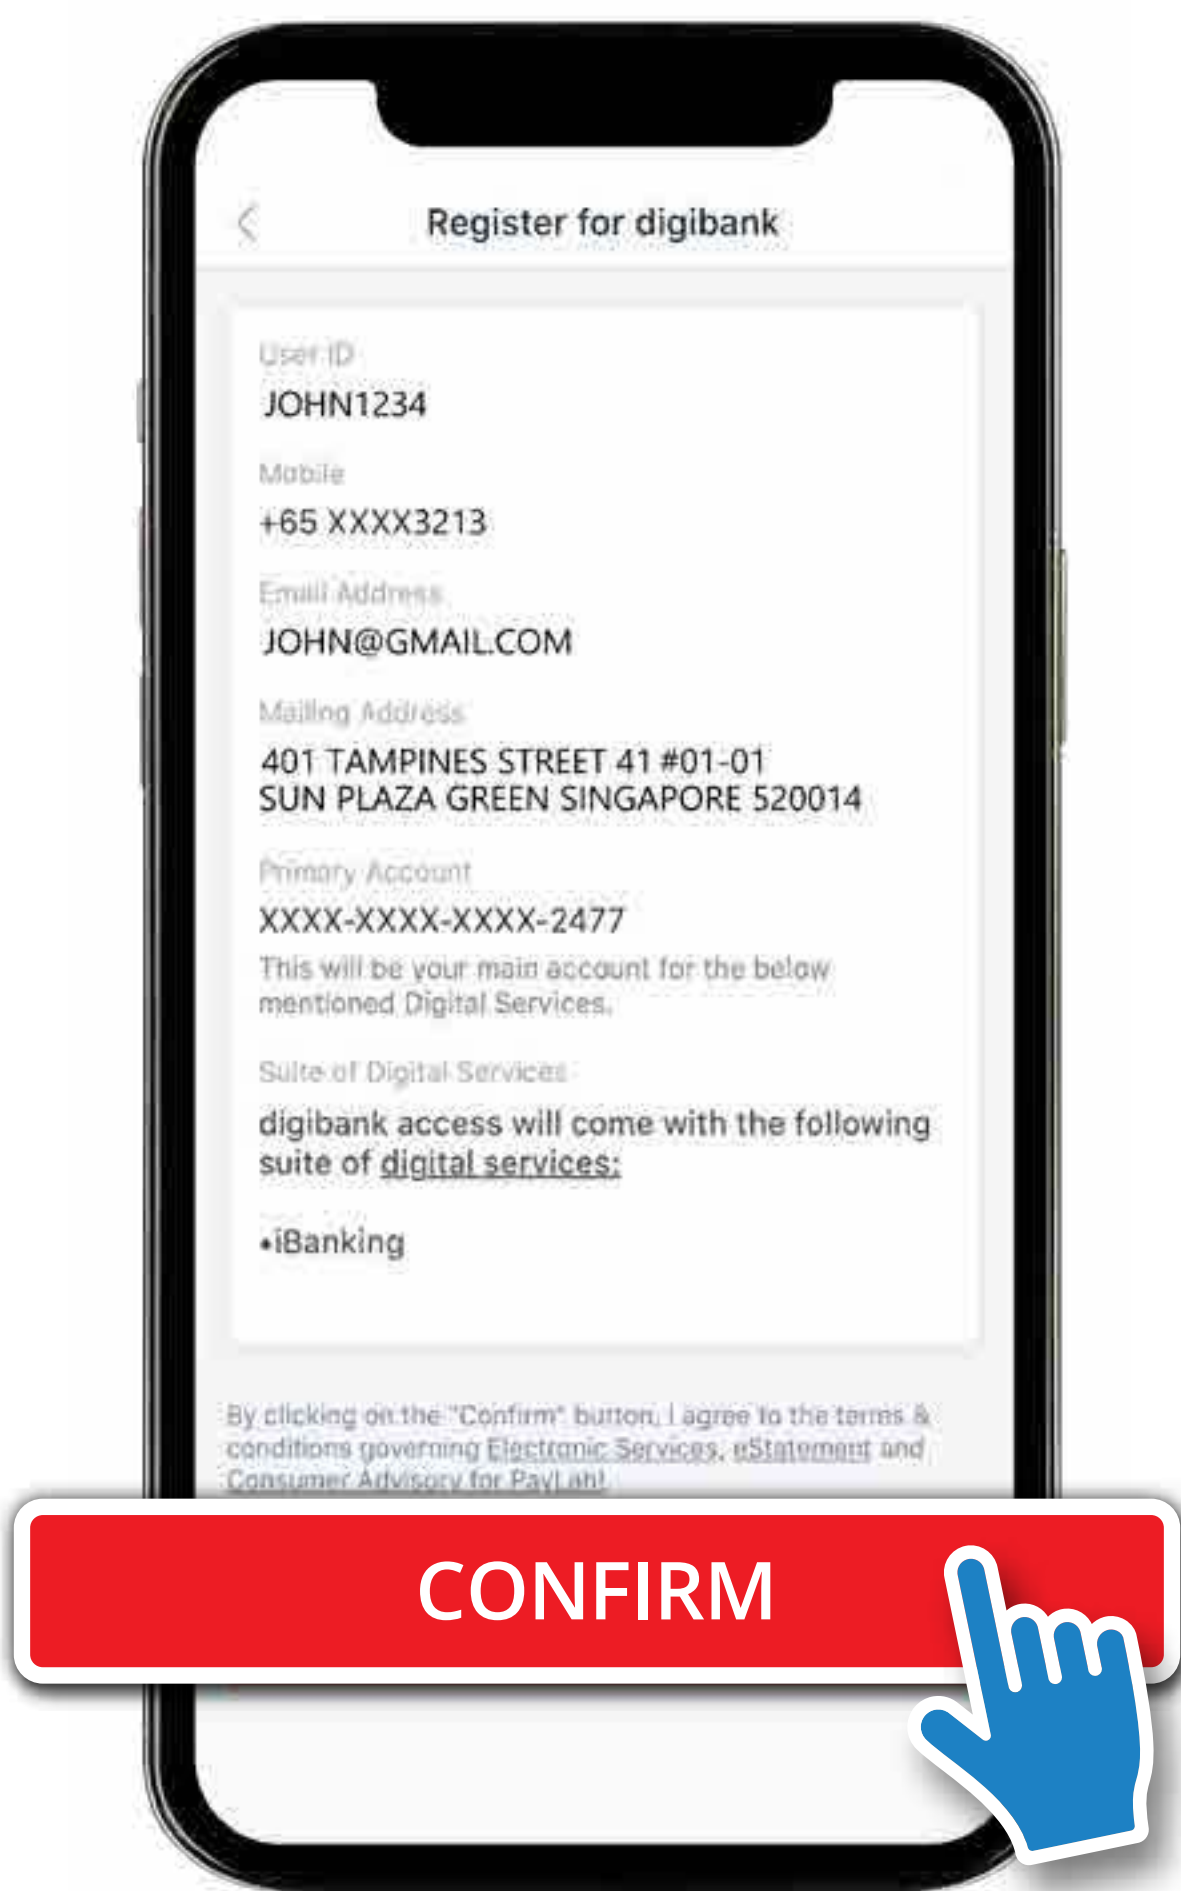 Register for digibank
User ID
JOHN1234
Mobile
+65 XXXX3213
Email Address
JOHN@GMAIL.COM
Mailing Address
401 TAMPINES STREET 41 #01-01
SUN PLAZA GREEN SINGAPORE 520014
Primary Account
XXXX-XXXX-XXXX-2477
This will be your main account for the below
mentioned Digital Services.
Suite of Digital Services
digibank access will come with the following
suite of digital services:
•iBanking
By clicking on the "Confirm" button, I agree to the terms &
conditions governing Electronic Services, eStatement and
Consumer Advisory for PayLah!.
CONFIRM